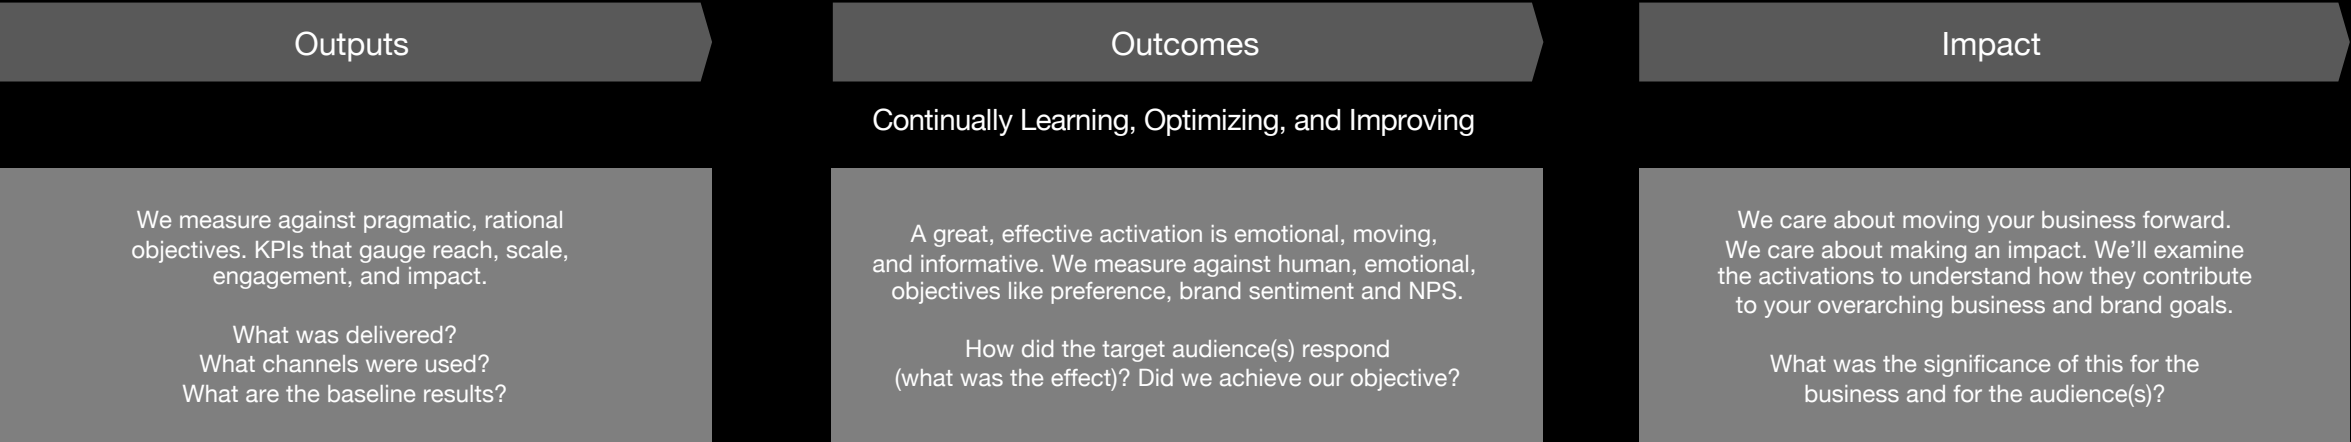 Outputs
Outcomes
Impact
Continually Learning, Optimizing, and Improving
We measure against pragmatic, rational
objectives. KPIs that gauge reach, scale,
engagement, and impact.
What was delivered?
What channels were used?
What are the baseline results?
A great, effective activation is emotional, moving,
and informative. We measure against human, emotional,
objectives like preference, brand sentiment and NPS.
How did the target audience(s) respond
(what was the effect)? Did we achieve our objective?
We care about moving your business forward.
We care about making an impact. We’ll examine
the activations to understand how they contribute
to your overarching business and brand goals.
What was the significance of this for the
business and for the audience(s)?